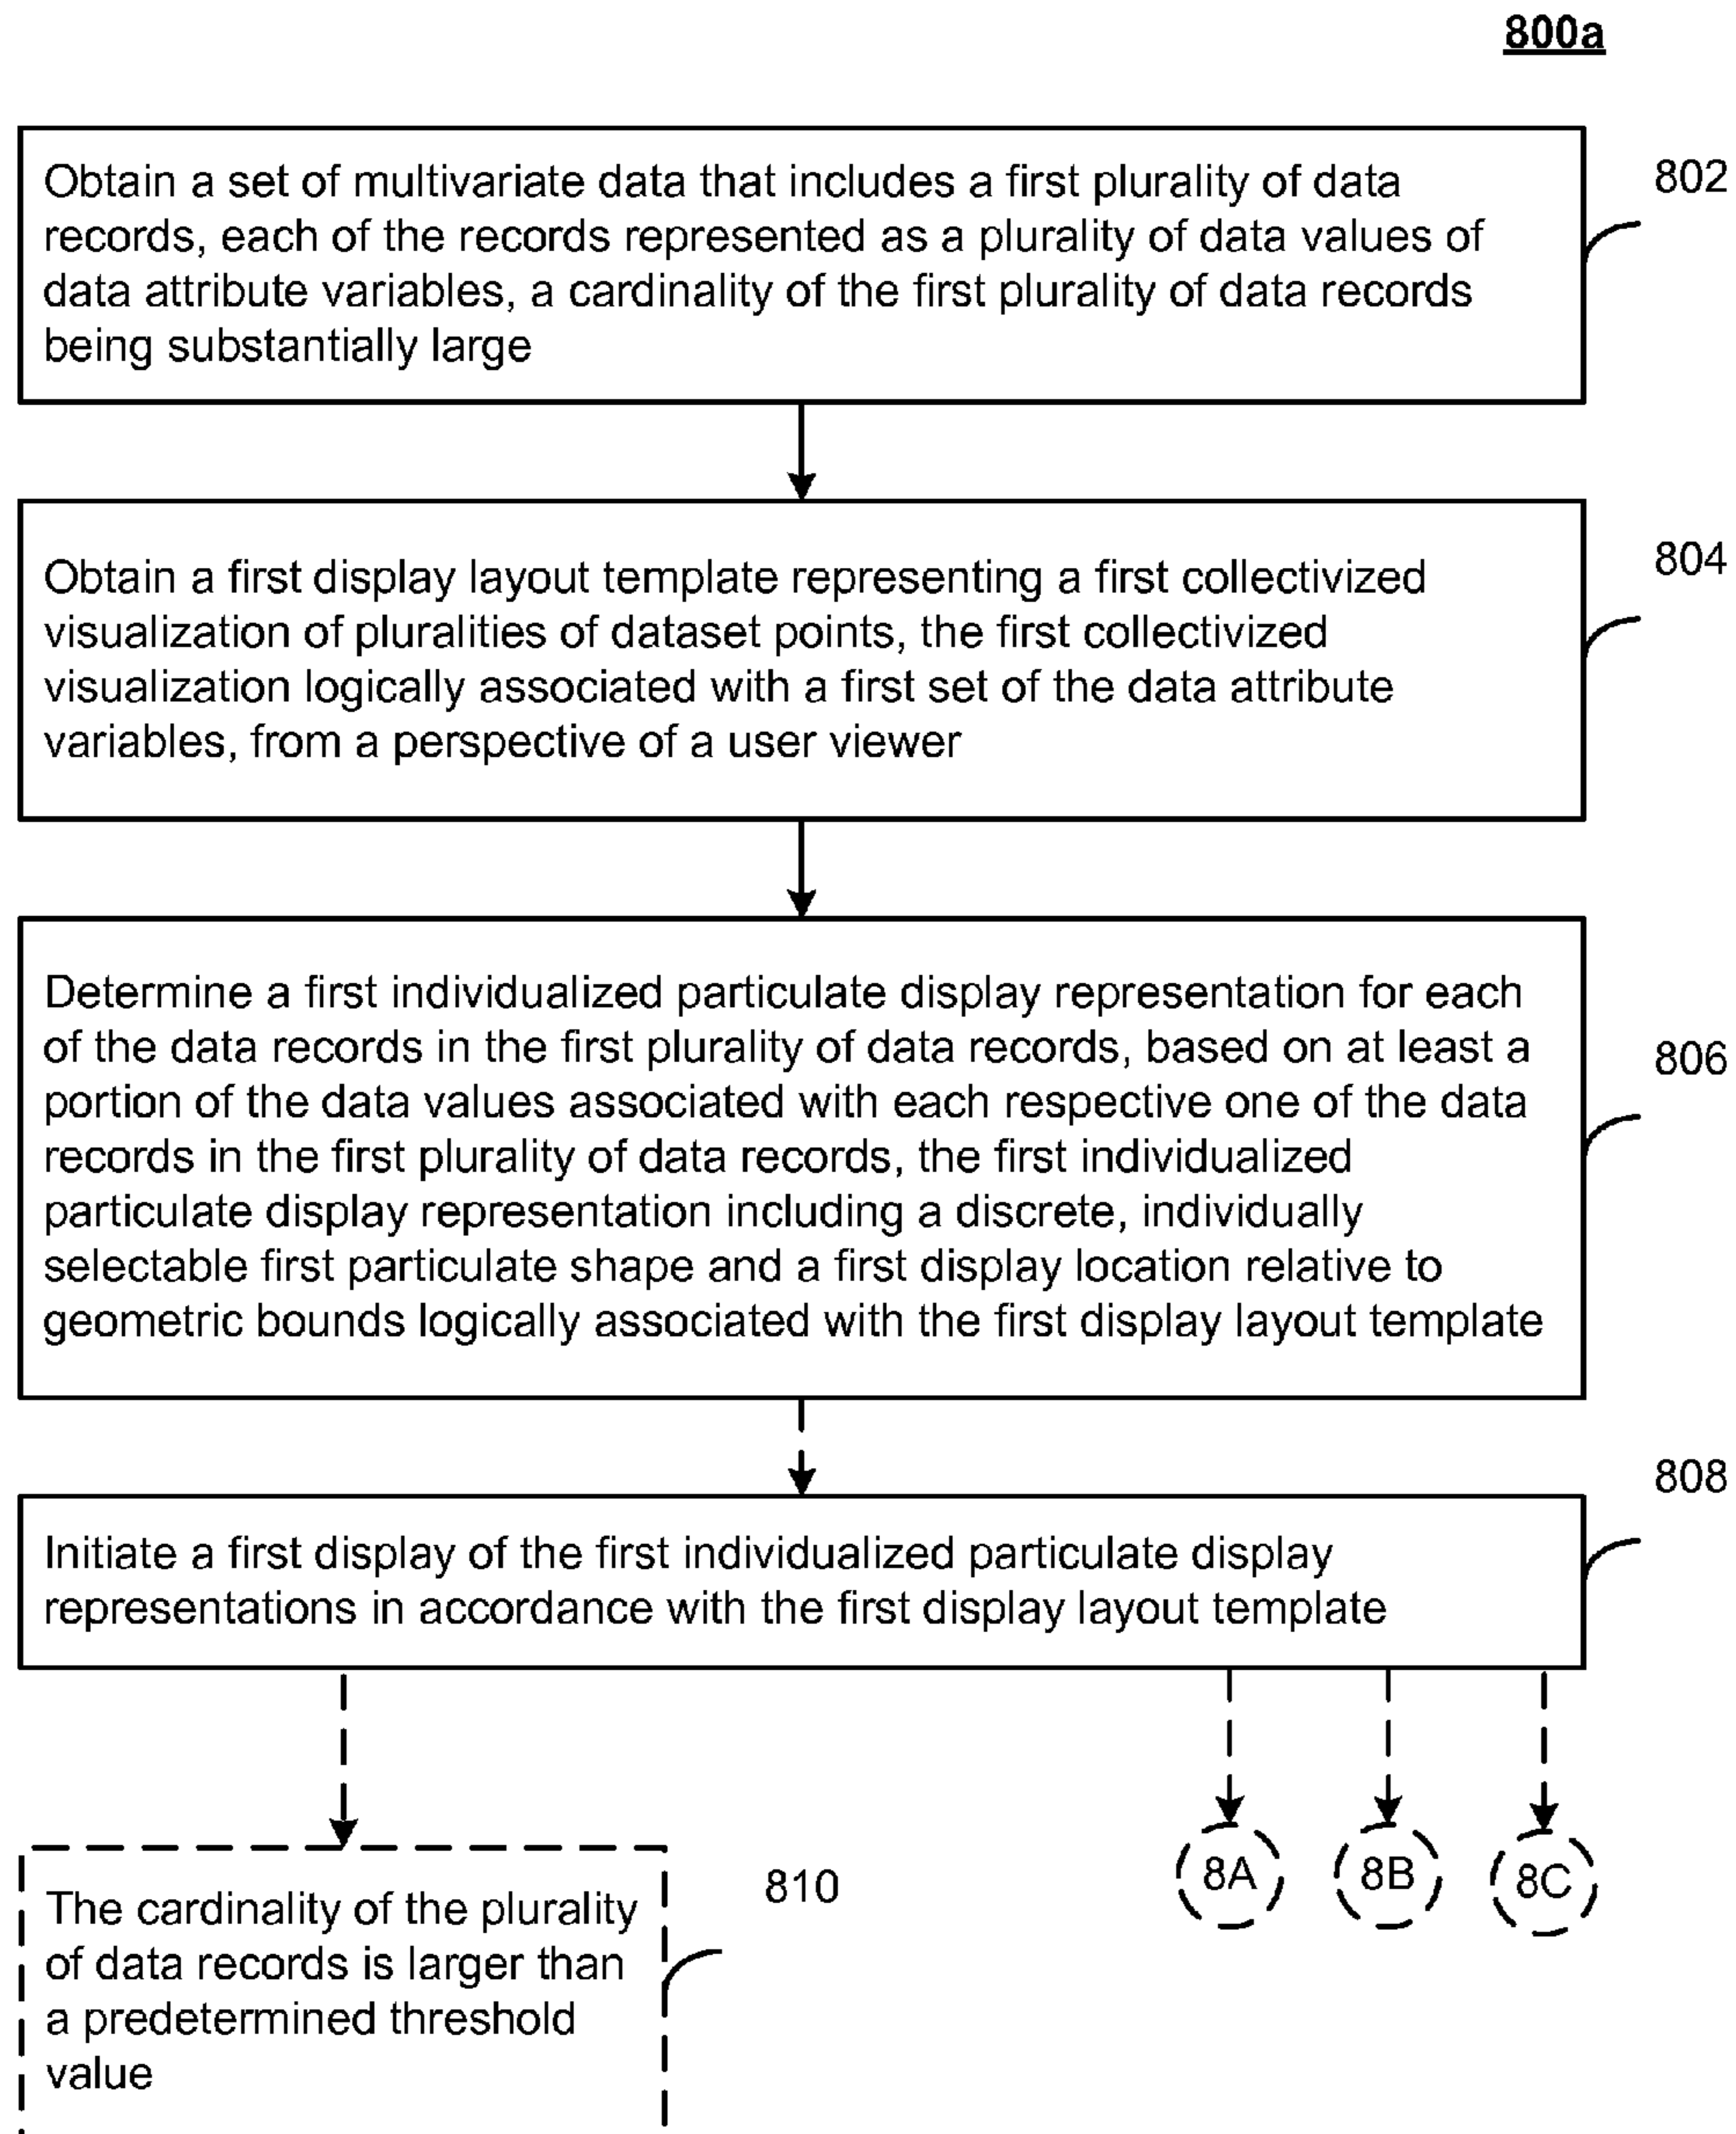 800a
Obtain a set of multivariate data that includes a first plurality of data
records, each of the records represented as a plurality of data values of
data attribute variables, a cardinality of the first plurality of data records
being substantially large
802
Obtain a first display layout template representing a first collectivized
visualization of pluralities of dataset points, the first collectivized
visualization logically associated with a first set of the data attribute
variables, from a perspective of a user viewer
804
Determine a first individualized particulate display representation for each
of the data records in the first plurality of data records, based on at least a
portion of the data values associated with each respective one of the data
records in the first plurality of data records, the first individualized
particulate display representation including a discrete, individually
selectable first particulate shape and a first display location relative to
geometric bounds logically associated with the first display layout template
806
Initiate a first display of the first individualized particulate display
representations in accordance with the first display layout template
808
The cardinality of the plurality
of data records is larger than
a predetermined threshold
value
810
8A
8B
8C